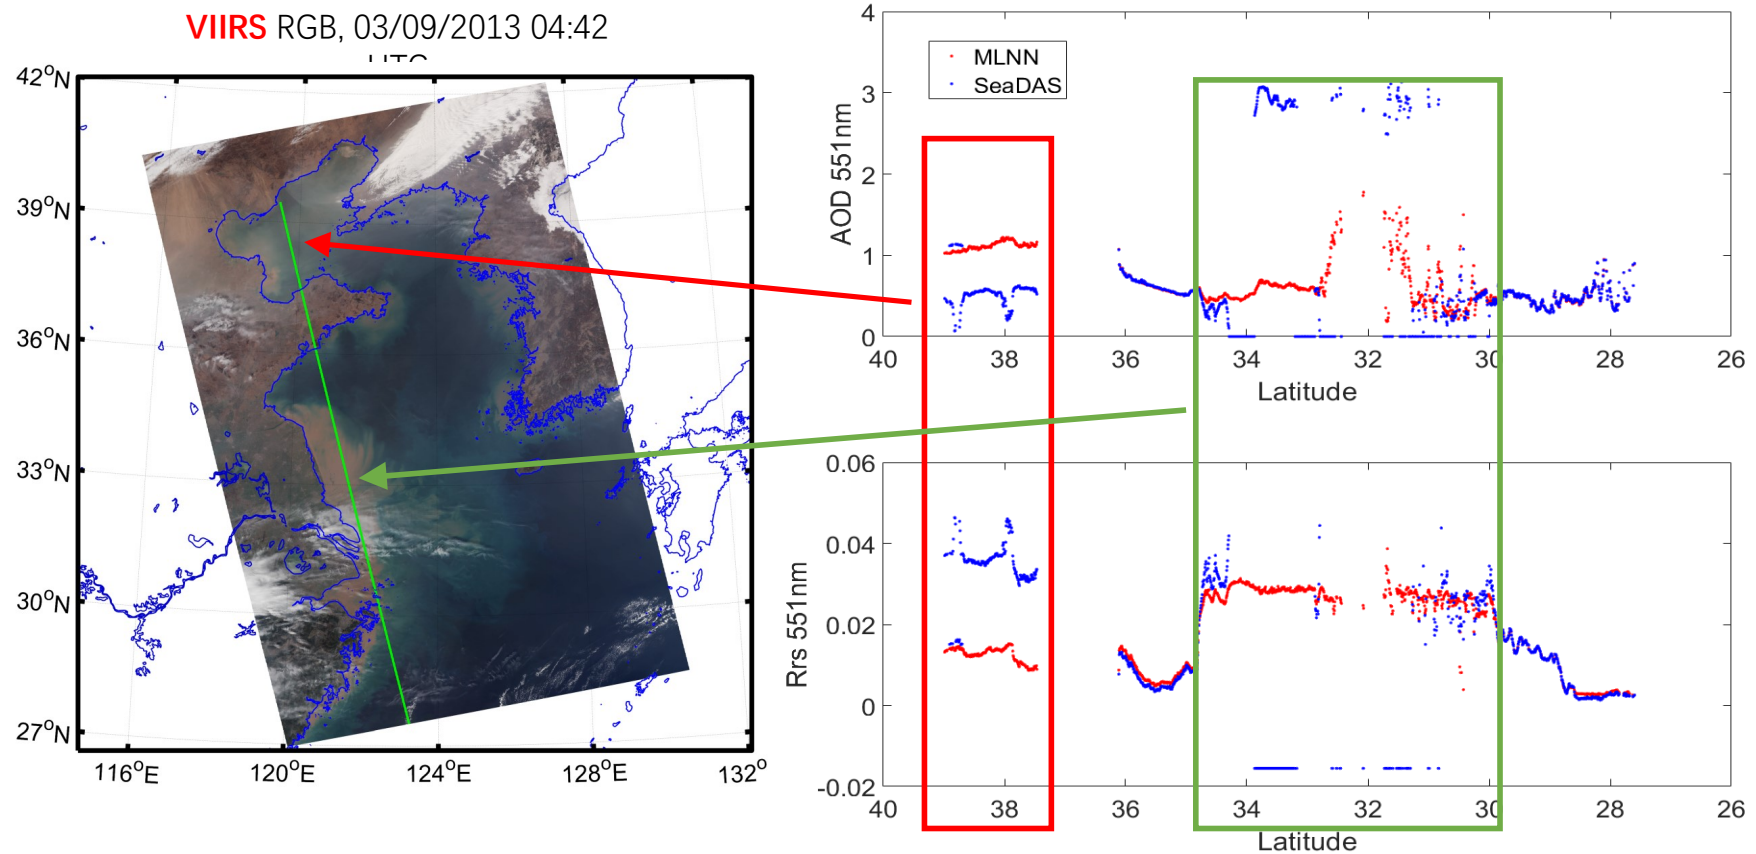 VIIRS RGB, 03/09/2013 04:42
UTC
42°N
39°N
36°N
33°N
30°N
27°N
116°E 120°E 124°E 128°E 132°
4
3
2
1
0
AOD 551nm
MLNN
SeaDAS
40 38 36 34 32 30 28 26
Latitude
0.06
0.04
0.02
0
-0.02
Rrs 551nm
40 38 36 34 32 30 28 26
Latitude